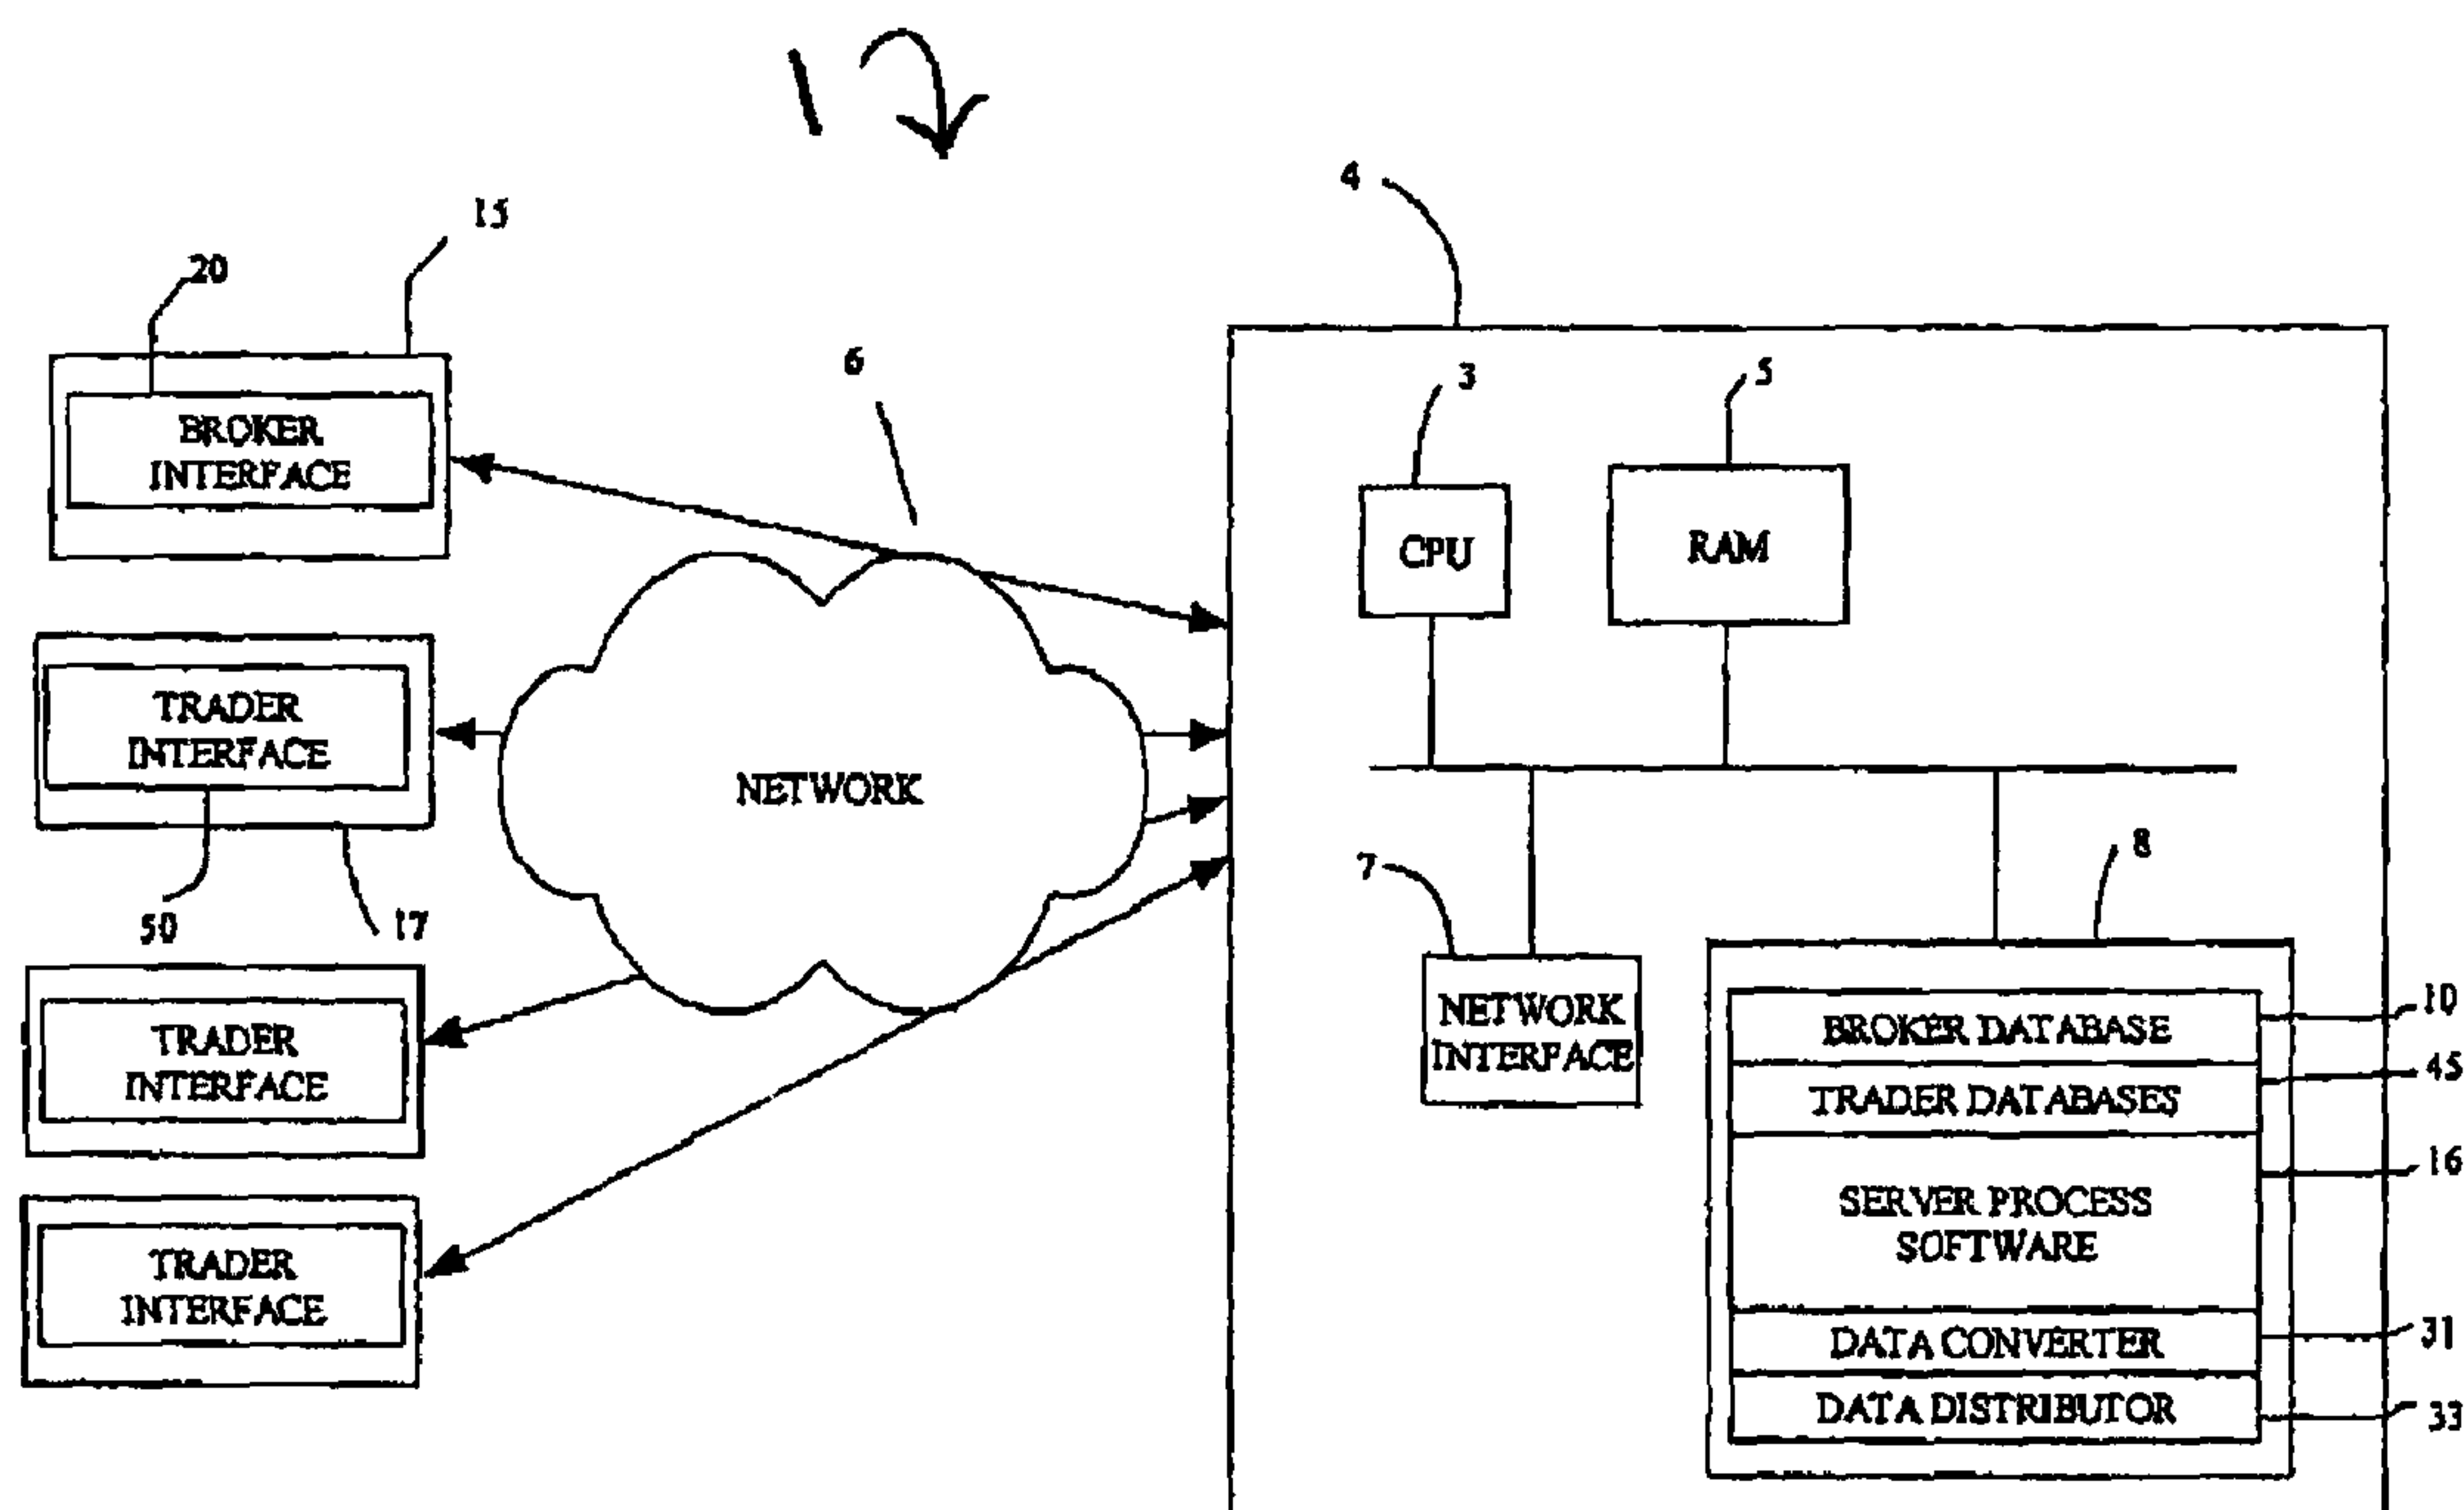 1
15
4
20
6
3
5
BROKER
INTERFACE
CPU
RAM
TRADER
INTERFACE
NETWORK
50
17
7
8
TRADER
INTERFACE
NETWORK
INTERFACE
BROKER DATABASE
10
TRADER DATABASES
45
SERVER PROCESS
SOFTWARE
16
TRADER
INTERFACE
DATA CONVERTER
31
DATA DISTRIBUTOR
33